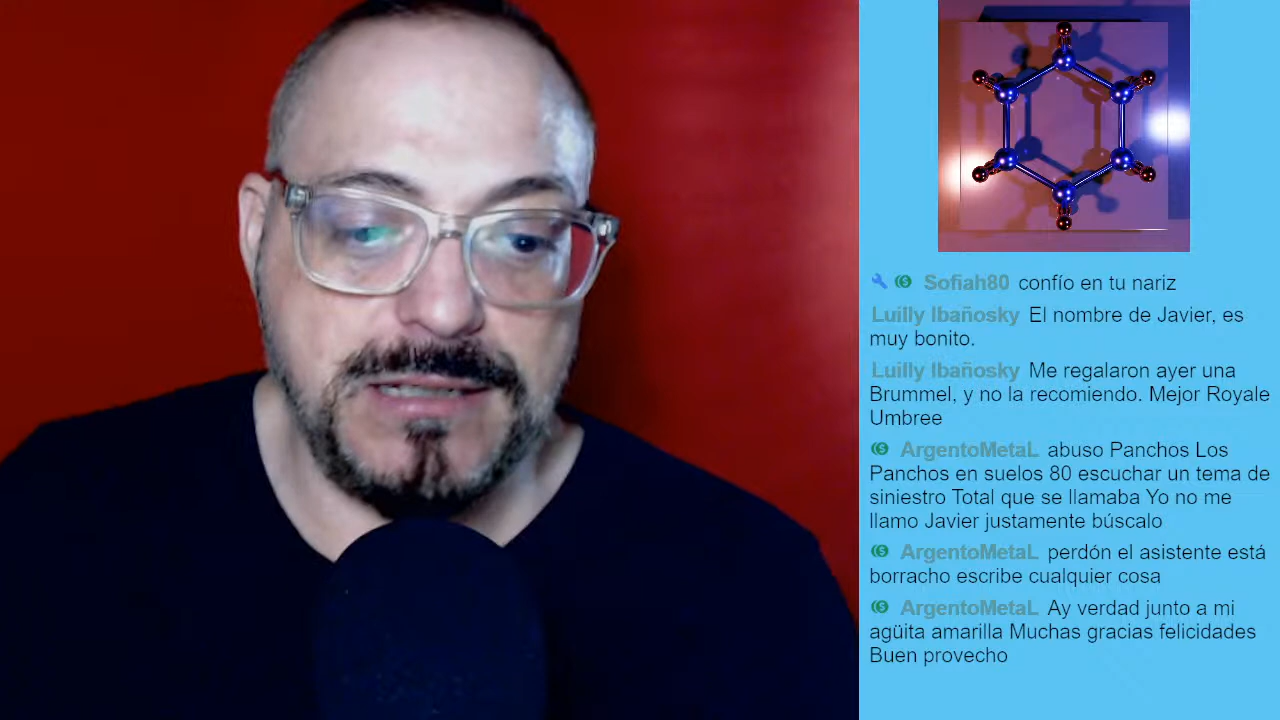 Sofiah80 confío en tu nariz
Luilly Ibañosky El nombre de Javier, es
muy bonito.
Luilly Ibañosky Me regalaron ayer una
Brummel, y no la recomiendo. Mejor Royale
Umbree
ArgentoMetaL abuso Panchos Los
Panchos en suelos 80 escuchar un tema de
siniestro Total que se llamaba Yo no me
llamo Javier justamente búscalo
ArgentoMetaL perdón el asistente está
borracho escribe cualquier cosa
ArgentoMetaL Ay verdad junto a mi
agüita amarilla Muchas gracias felicidades
Buen provecho